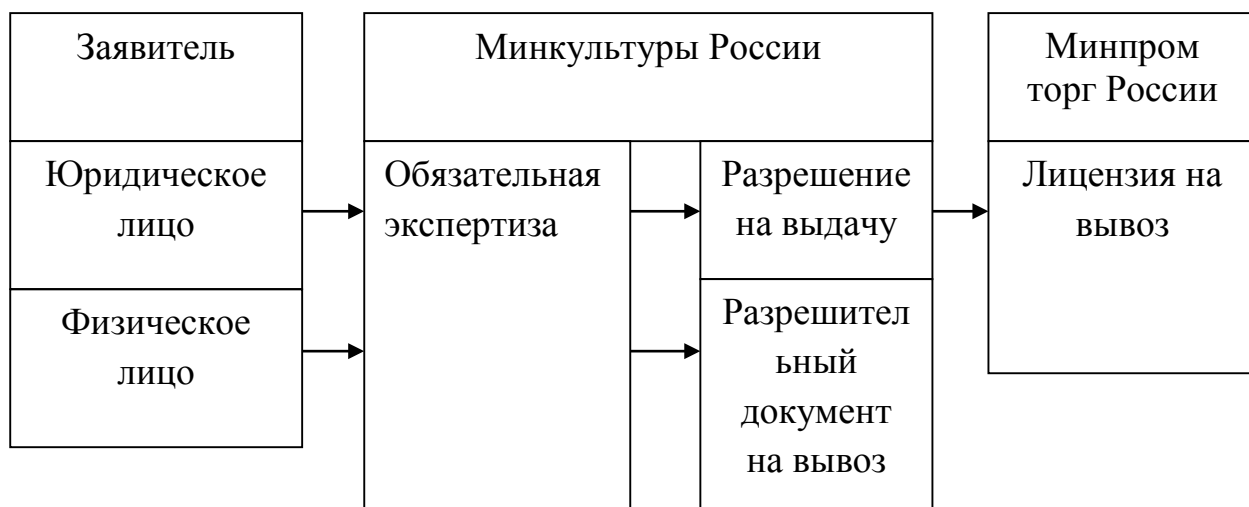 Заявитель
Минкультуры России
Минпром
торг России
Юридическое
лицо
Обязательная
экспертиза
Разрешение
на выдачу
Лицензия на
вывоз
Физическое
лицо
Разрешител
ьный
документ
на вывоз